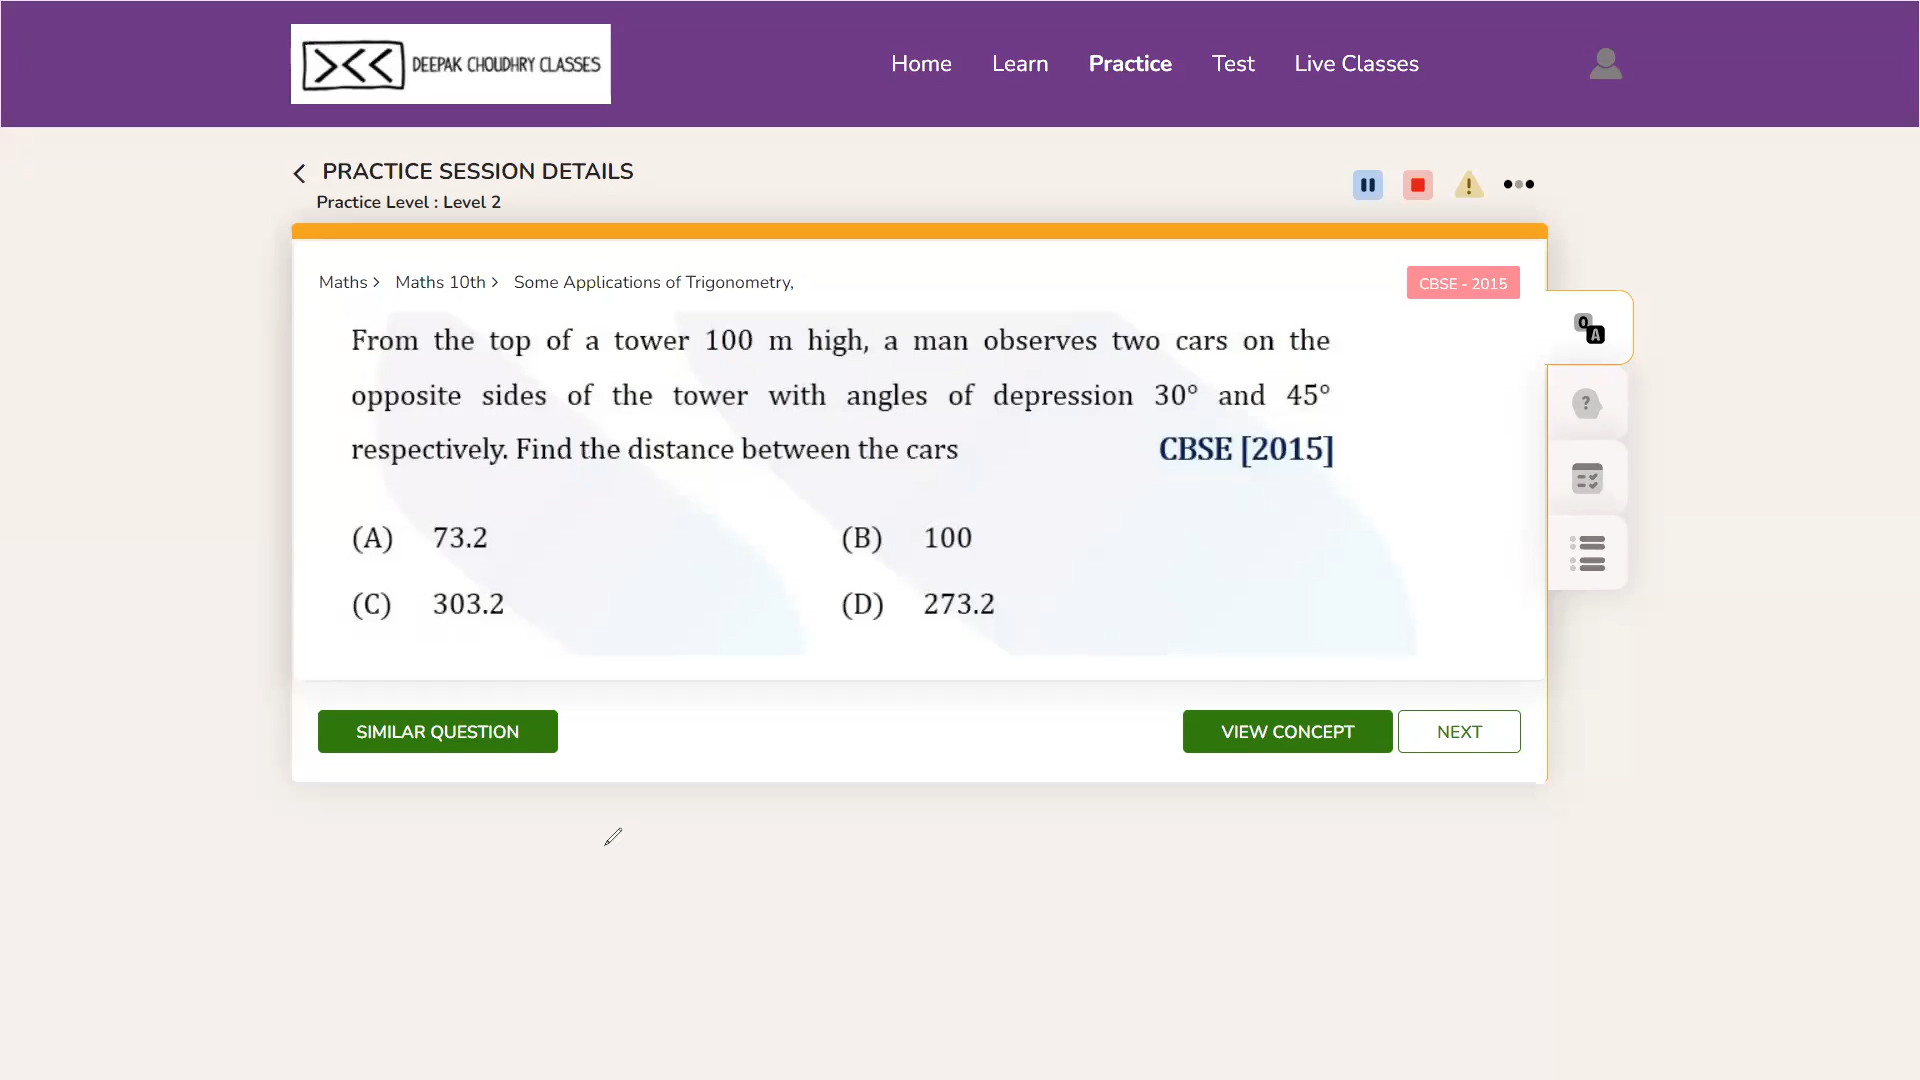 DEEPAK CHOUDHRY CLASSES
Home Learn Practice Test Live Classes
PRACTICE SESSION DETAILS
Practice Level : Level 2
Maths > Maths 10th > Some Applications of Trigonometry,
CBSE - 2015
From the top of a tower 100 m high, a man observes two cars on the
opposite sides of the tower with angles of depression 30° and 45°
respectively. Find the distance between the cars CBSE [2015]
(A) 73.2 (B) 100
(C) 303.2 (D) 273.2
SIMILAR QUESTION VIEW CONCEPT NEXT